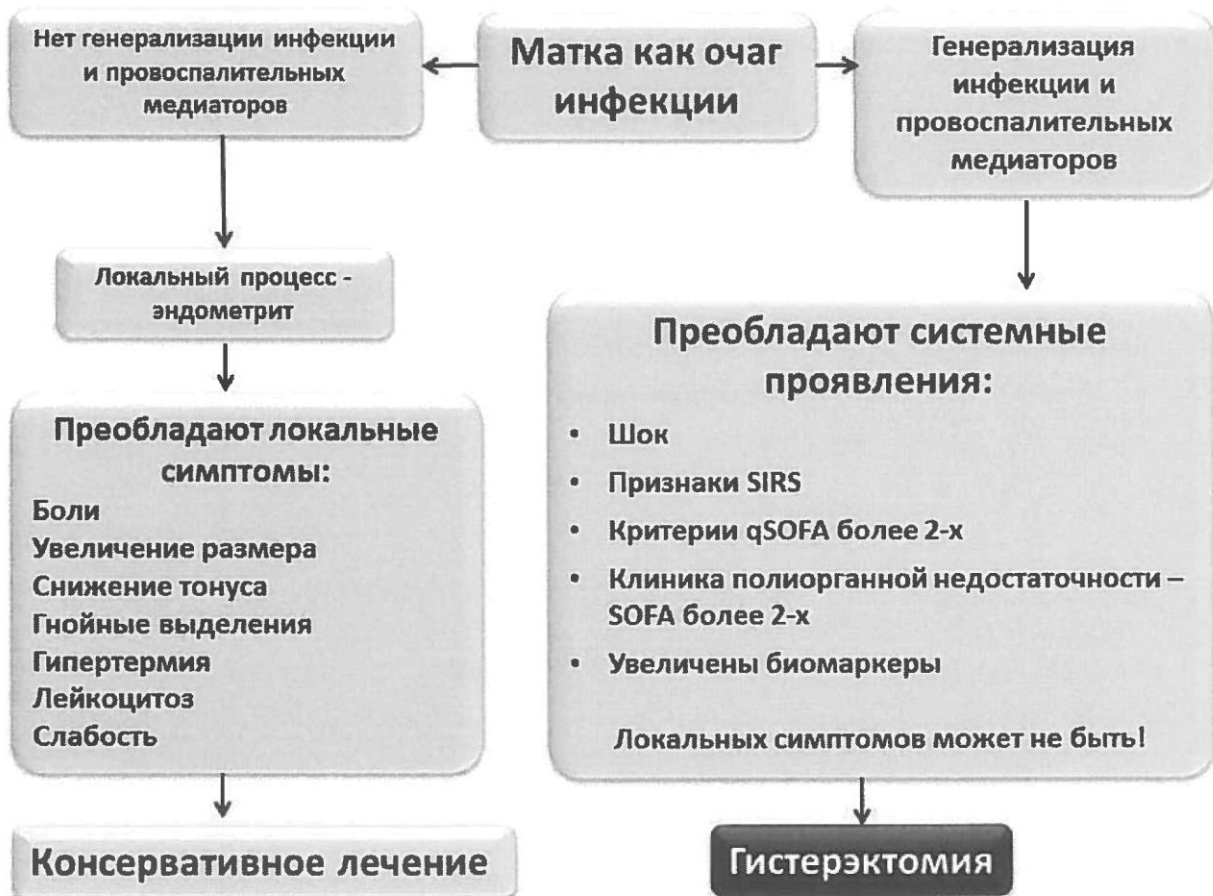 Матка как очаг
инфекции
Нет генерализации инфекции
и провоспалительных
медиаторов
Локальный процесс -
эндометрит
Преобладают локальные
симптомы:
Боли
Увеличение размера
Снижение тонуса
Гнойные выделения
Гипертермия
Лейкоцитоз
Слабость
Консервативное лечение
Генерализация
инфекции и
провоспалительных
медиаторов
Преобладают системные
проявления:
• Шок
• Признаки SIRS
• Критерии qSOFA более 2-х
• Клиника полиорганной недостаточности –
SOFA более 2-х
• Увеличены биомаркеры
Локальных симптомов может не быть!
Гистерэктомия